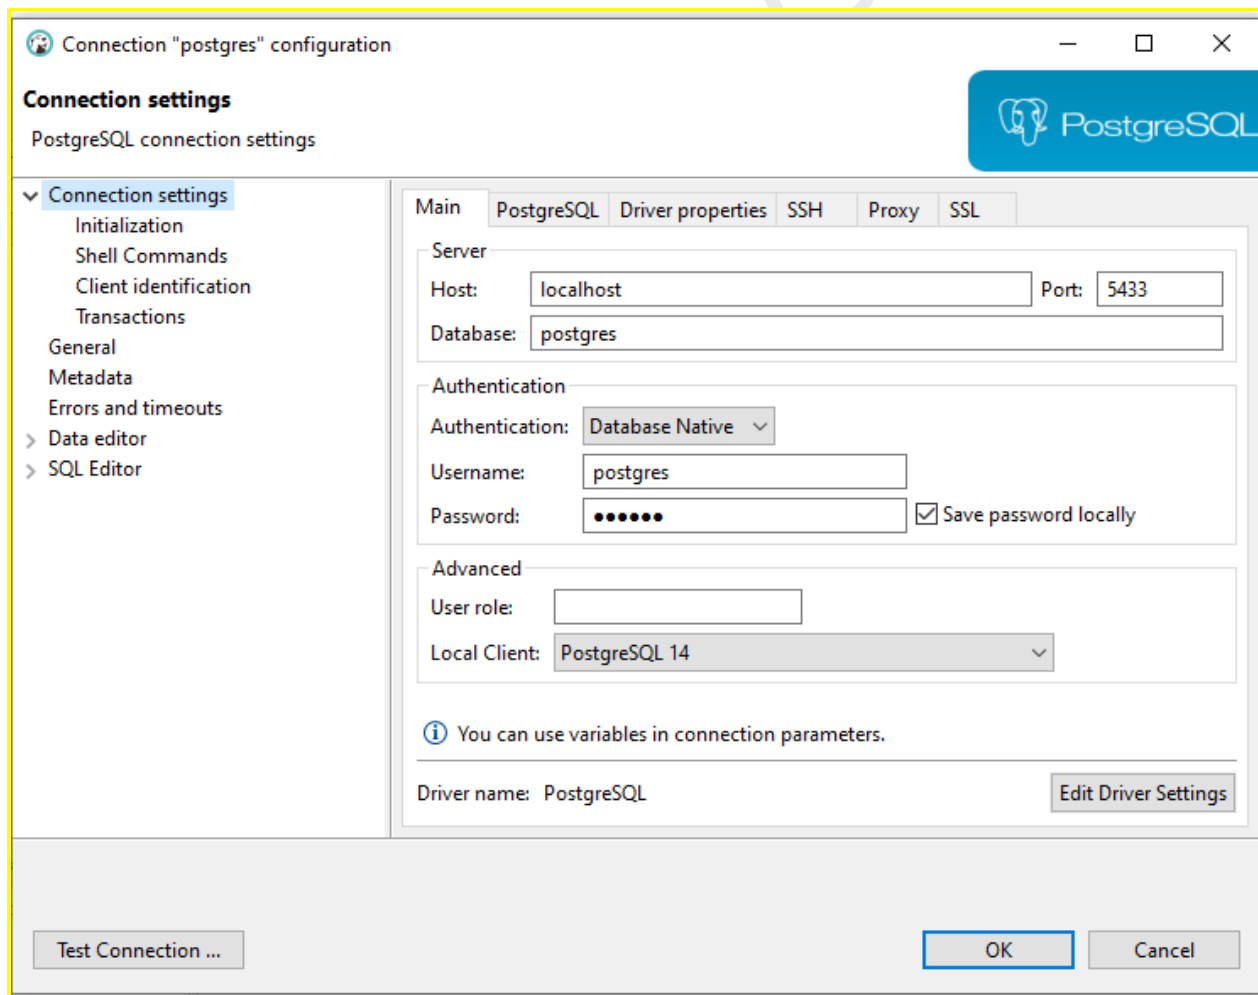 Connection "postgres" configuration
Connection settings
PostgreSQL connection settings
PostgreSQL
Connection settings
Initialization
Shell Commands
Client identification
Transactions
General
Metadata
Errors and timeouts
Data editor
SQL Editor
Main PostgreSQL Driver properties SSH Proxy SSL
Server
Host: localhost Port: 5433
Database: postgres
Authentication
Authentication: Database Native
Username: postgres
Password: •••••• Save password locally
Advanced
User role:
Local Client: PostgreSQL 14
You can use variables in connection parameters.
Driver name: PostgreSQL Edit Driver Settings
Test Connection ... OK Cancel